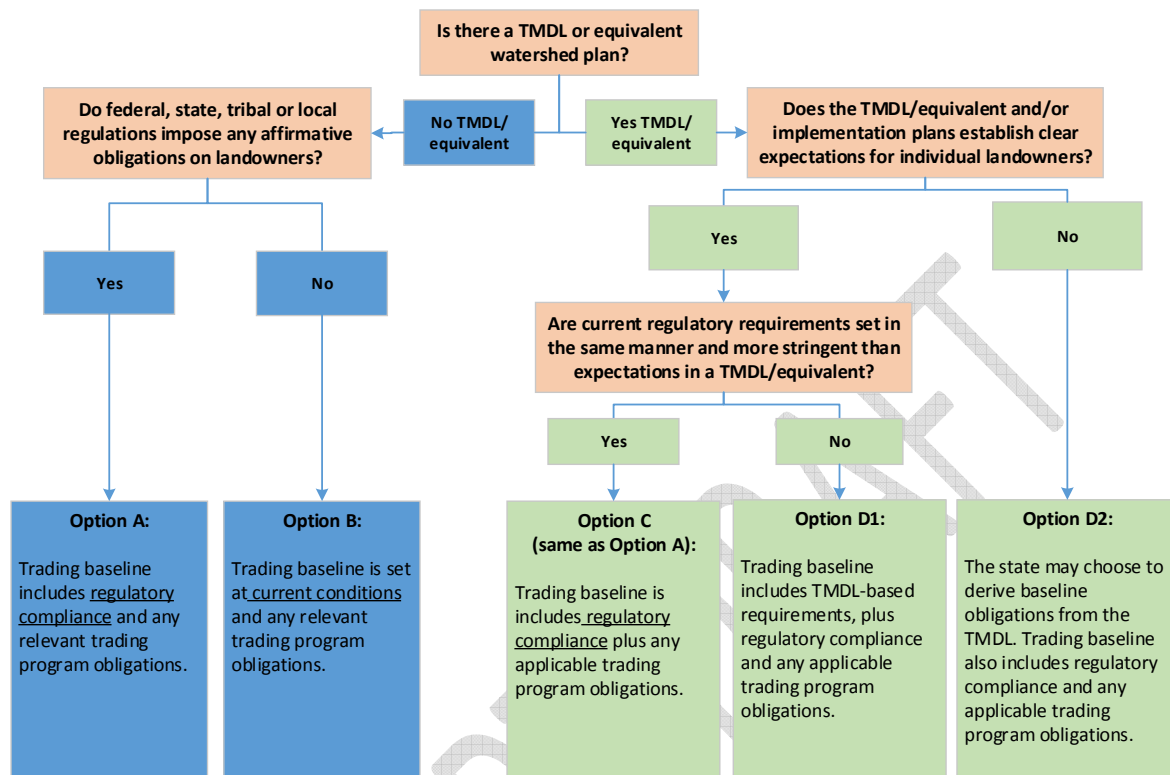 Is there a TMDL or equivalent
watershed plan?
Do federal, state, tribal or local
regulations impose any affirmative
obligations on landowners?
No TMDL/
equivalent
Yes TMDL/
equivalent
Does the TMDL/equivalent and/or
implementation plans establish clear
expectations for individual landowners?
Yes
No
Yes
No
Are current regulatory requirements set in
the same manner and more stringent than
expectations in a TMDL/equivalent?
Yes
No
Option A:
Trading baseline
includes regulatory
compliance and any
relevant trading
program obligations.
Option B:
Trading baseline is set
at current conditions
and any relevant
trading program
obligations.
Option C
(same as Option A):
Trading baseline is
includes regulatory
compliance plus any
applicable trading
program obligations.
Option D1:
Trading baseline
includes TMDL-based
requirements, plus
regulatory compliance
and any applicable
trading program
obligations.
Option D2:
The state may choose to
derive baseline
obligations from the
TMDL. Trading baseline
also includes regulatory
compliance and any
applicable trading
program obligations.